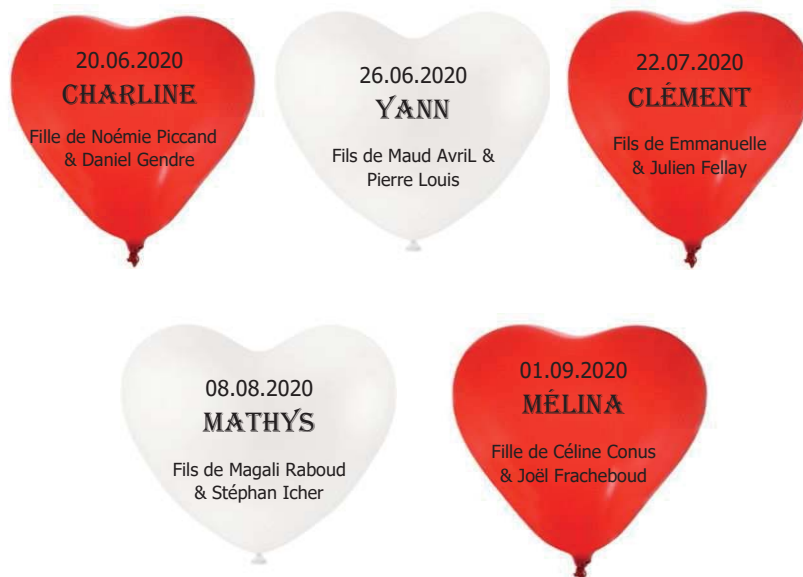 20.06.2020
CHARLINE
Fille de Noémie Piccand
& Daniel Gendre
26.06.2020
YANN
Fils de Maud AvriL &
Pierre Louis
22.07.2020
CLÉMENT
Fils de Emmanuelle
& Julien Fellay
08.08.2020
MATHYS
Fils de Magali Raboud
& Stéphan Icher
01.09.2020
MÉLINA
Fille de Céline Conus
& Joël Fracheboud